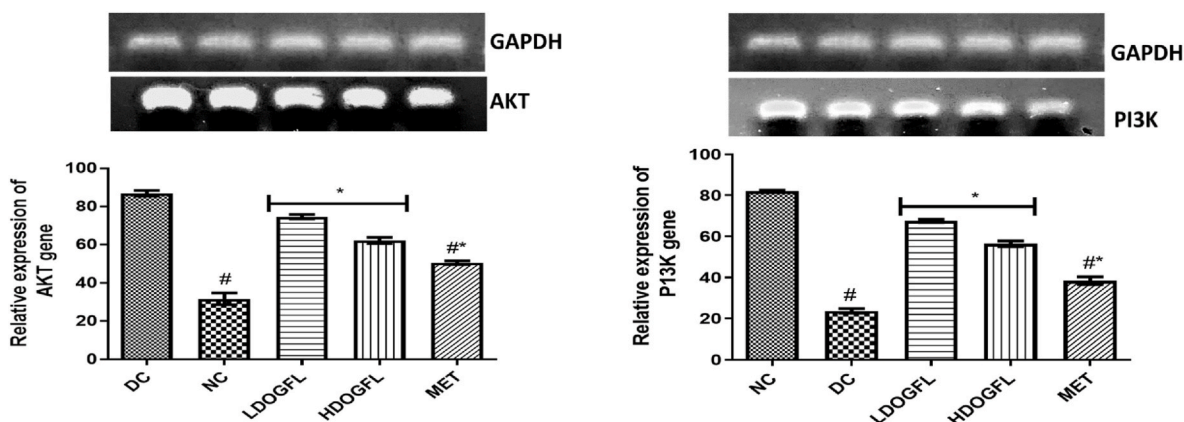 GAPDH
AKT
Relative expression of
AKT gene
100
80
60
40
20
0
#
*
#*
DC
NC
LDOGFL
HDOGFL
MET
GAPDH
PI3K
Relative expression of
P13K gene
100
80
60
40
20
0
#
*
#*
NC
DC
LDOGFL
HDOGFL
MET